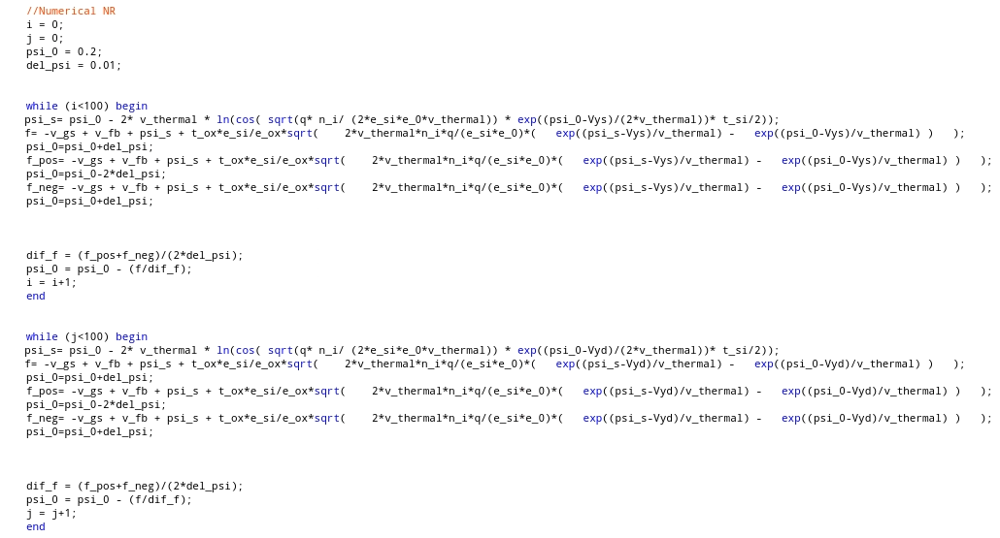 //Numerical NR
i = 0;
j = 0;
psi_0 = 0.2;
del_psi = 0.01;
while (i<100) begin
psi_s= psi_0 - 2* v_thermal * ln(cos( sqrt(q* n_i/ (2*e_si*e_0*v_thermal)) * exp((psi_0-Vys)/(2*v_thermal))* t_si/2));
f= -v_gs + v_fb + psi_s + t_ox*e_si/e_ox*sqrt(    2*v_thermal*n_i*q/(e_si*e_0)*(   exp((psi_s-Vys)/v_thermal) -   exp((psi_0-Vys)/v_thermal) )   );
psi_0=psi_0+del_psi;
f_pos= -v_gs + v_fb + psi_s + t_ox*e_si/e_ox*sqrt(    2*v_thermal*n_i*q/(e_si*e_0)*(   exp((psi_s-Vys)/v_thermal) -   exp((psi_0-Vys)/v_thermal) )   );
psi_0=psi_0-2*del_psi;
f_neg= -v_gs + v_fb + psi_s + t_ox*e_si/e_ox*sqrt(    2*v_thermal*n_i*q/(e_si*e_0)*(   exp((psi_s-Vys)/v_thermal) -   exp((psi_0-Vys)/v_thermal) )   );
psi_0=psi_0+del_psi;
dif_f = (f_pos+f_neg)/(2*del_psi);
psi_0 = psi_0 - (f/dif_f);
i = i+1;
end
while (j<100) begin
psi_s= psi_0 - 2* v_thermal * ln(cos( sqrt(q* n_i/ (2*e_si*e_0*v_thermal)) * exp((psi_0-Vyd)/(2*v_thermal))* t_si/2));
f= -v_gs + v_fb + psi_s + t_ox*e_si/e_ox*sqrt(    2*v_thermal*n_i*q/(e_si*e_0)*(   exp((psi_s-Vyd)/v_thermal) -   exp((psi_0-Vyd)/v_thermal) )   );
psi_0=psi_0+del_psi;
f_pos= -v_gs + v_fb + psi_s + t_ox*e_si/e_ox*sqrt(    2*v_thermal*n_i*q/(e_si*e_0)*(   exp((psi_s-Vyd)/v_thermal) -   exp((psi_0-Vyd)/v_thermal) )   );
psi_0=psi_0-2*del_psi;
f_neg= -v_gs + v_fb + psi_s + t_ox*e_si/e_ox*sqrt(    2*v_thermal*n_i*q/(e_si*e_0)*(   exp((psi_s-Vyd)/v_thermal) -   exp((psi_0-Vyd)/v_thermal) )   );
psi_0=psi_0+del_psi;
dif_f = (f_pos+f_neg)/(2*del_psi);
psi_0 = psi_0 - (f/dif_f);
j = j+1;
end